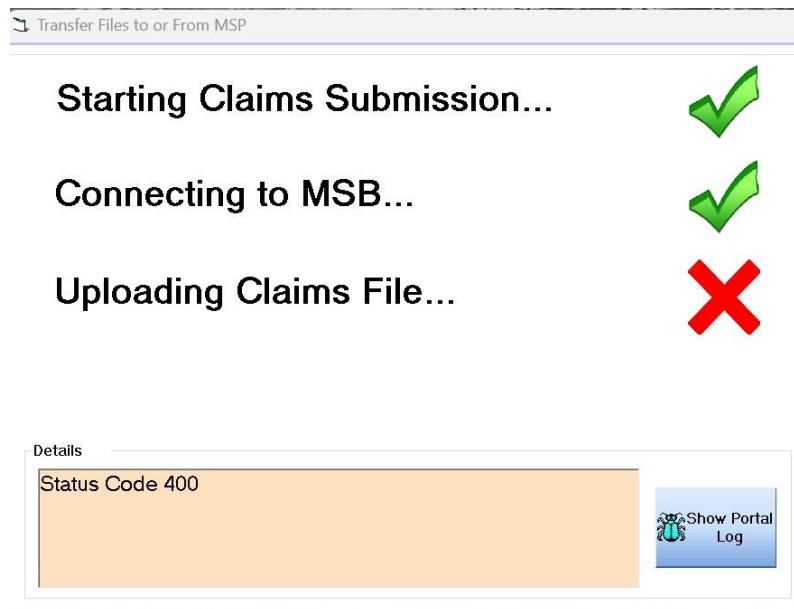 Transfer Files to or From MSP
Starting Claims Submission...
Connecting to MSB...
Uploading Claims File...
Details
Status Code 400
Show Portal
Log